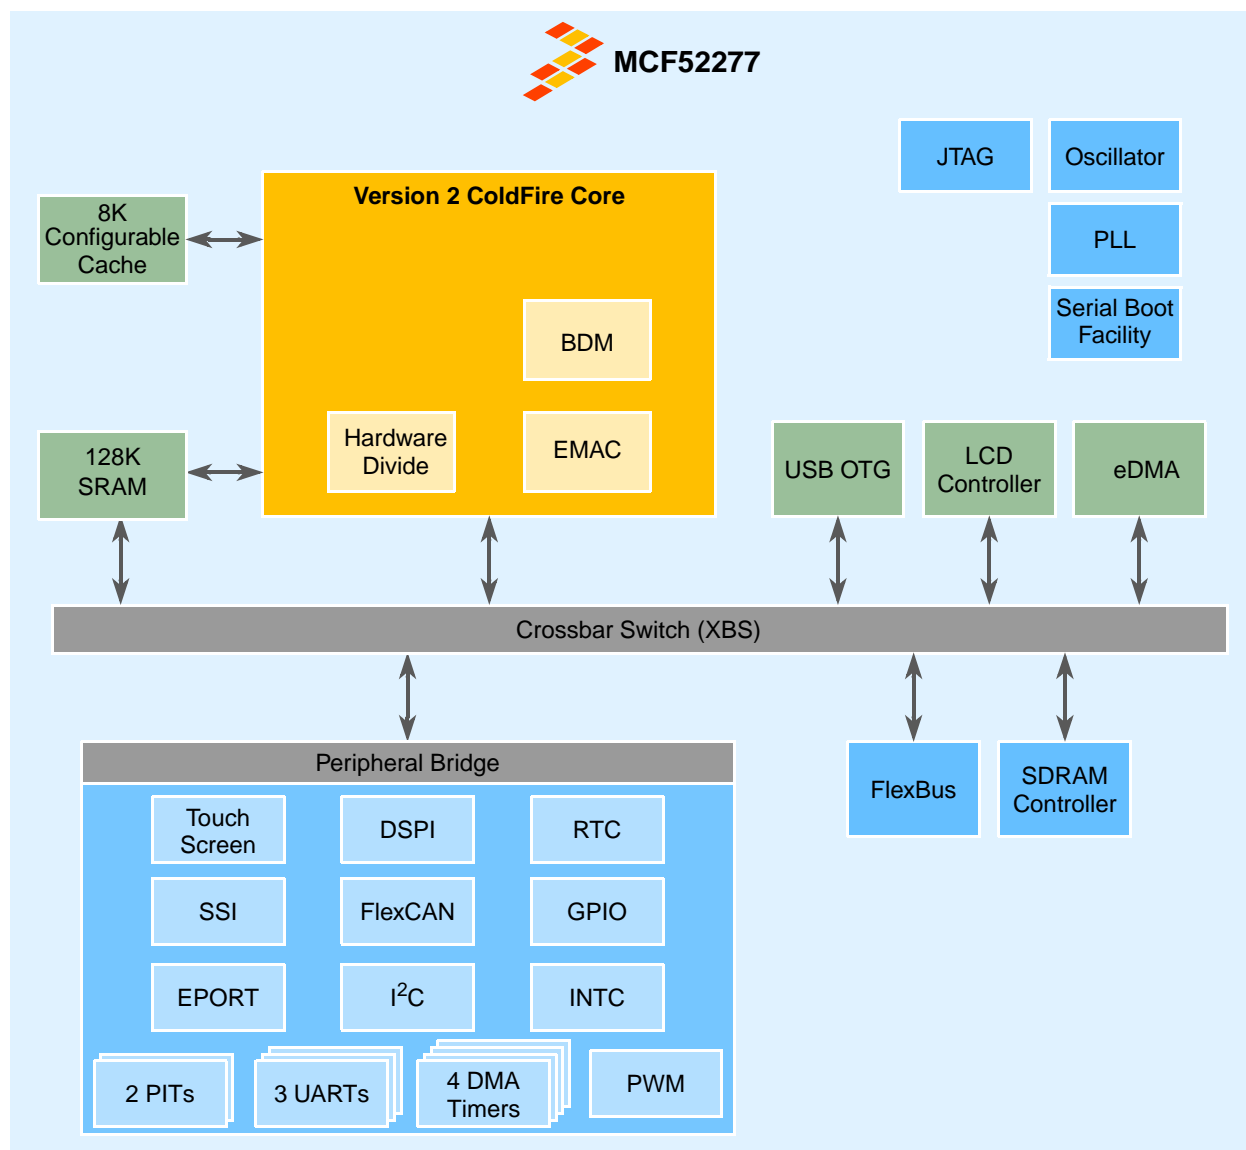 MCF52277
JTAG
Oscillator
Version 2 ColdFire Core
8K
Configurable
Cache
PLL
Serial Boot
Facility
BDM
Hardware
Divide
EMAC
128K
SRAM
USB OTG
LCD
Controller
eDMA
Crossbar Switch (XBS)
Peripheral Bridge
FlexBus
SDRAM
Controller
Touch
Screen
DSPI
RTC
SSI
FlexCAN
GPIO
EPORT
I²C
INTC
2 PITs
3 UARTs
4 DMA
Timers
PWM